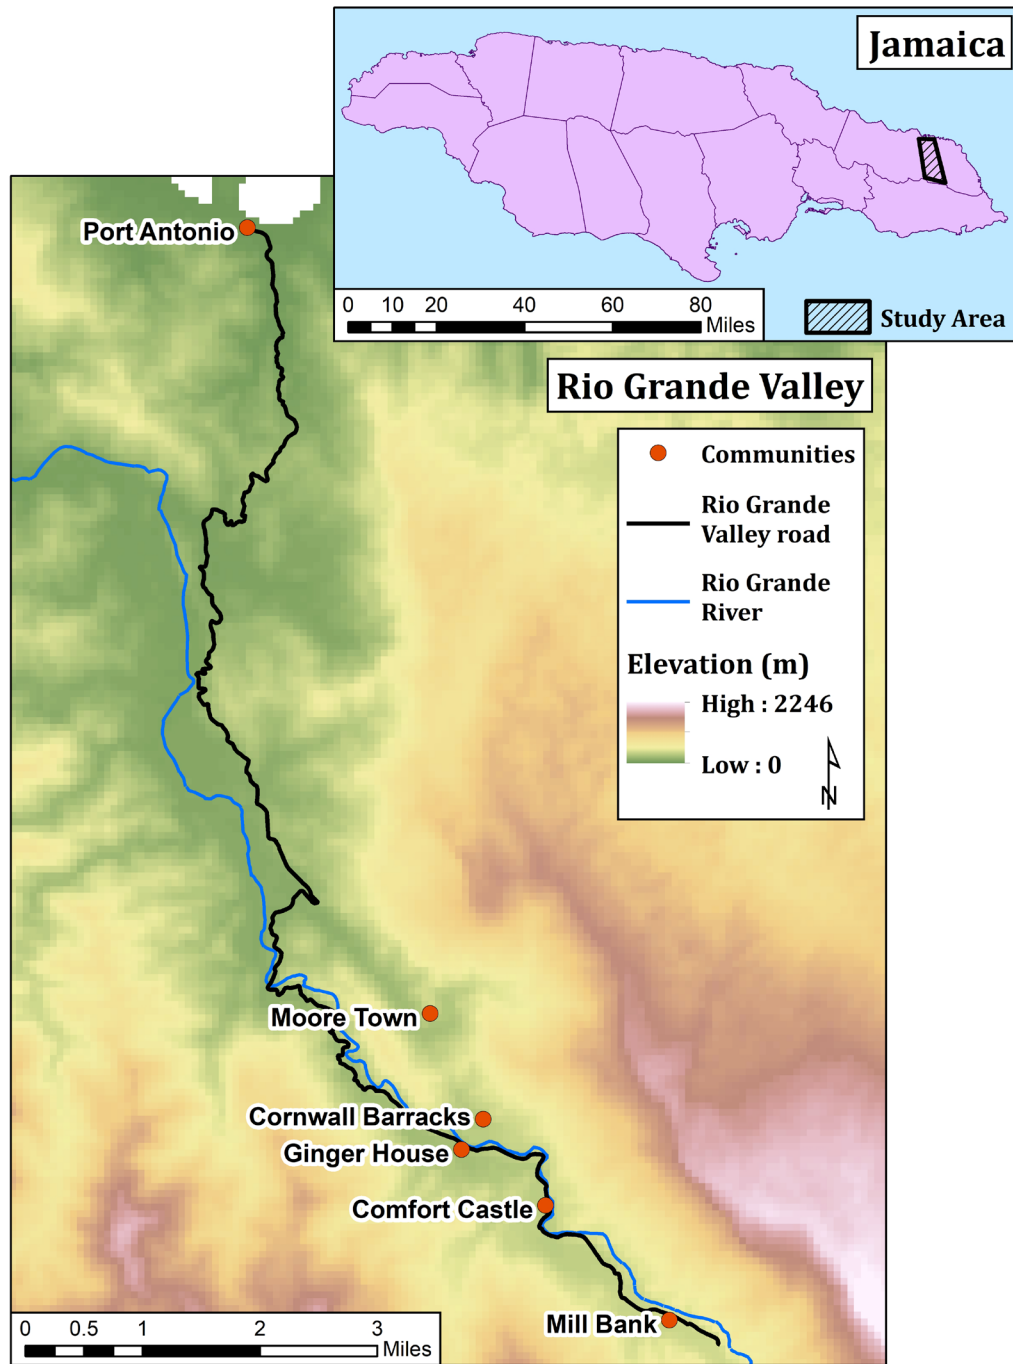 Jamaica
0 10 20 40 60 80
Miles
Study Area
Port Antonio
Rio Grande Valley
Communities
Rio Grande
Valley road
Rio Grande
River
Elevation (m)
High : 2246
Low : 0
N
Moore Town
Cornwall Barracks
Ginger House
Comfort Castle
Mill Bank
0 0.5 1 2 3
Miles